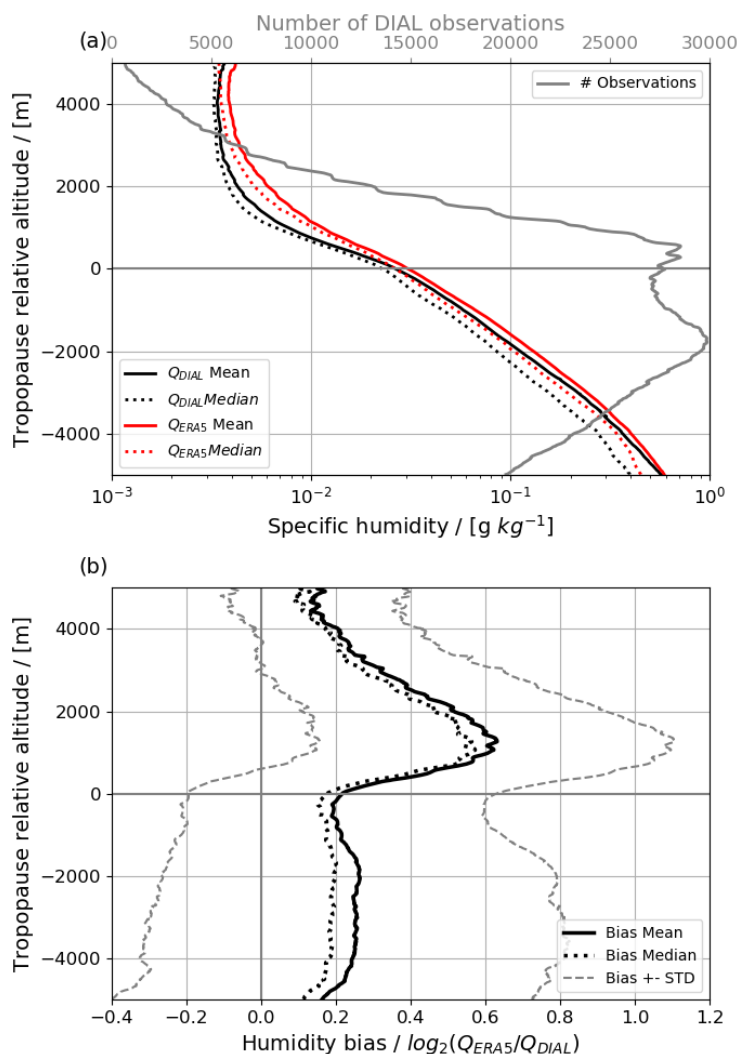 Number of DIAL observations
(a)
0 5000 10000 15000 20000 25000 30000
# Observations
4000
2000
0
−2000
−4000
Tropopause relative altitude / [m]
Q_DIAL Mean
Q_DIAL Median
Q_ERA5 Mean
Q_ERA5 Median
10^−3 10^−2 10^−1 10^0
Specific humidity / [g kg^−1]
(b)
4000
2000
0
−2000
−4000
Tropopause relative altitude / [m]
Bias Mean
Bias Median
Bias +- STD
−0.4 −0.2 0.0 0.2 0.4 0.6 0.8 1.0 1.2
Humidity bias / log_2(Q_ERA5/Q_DIAL)